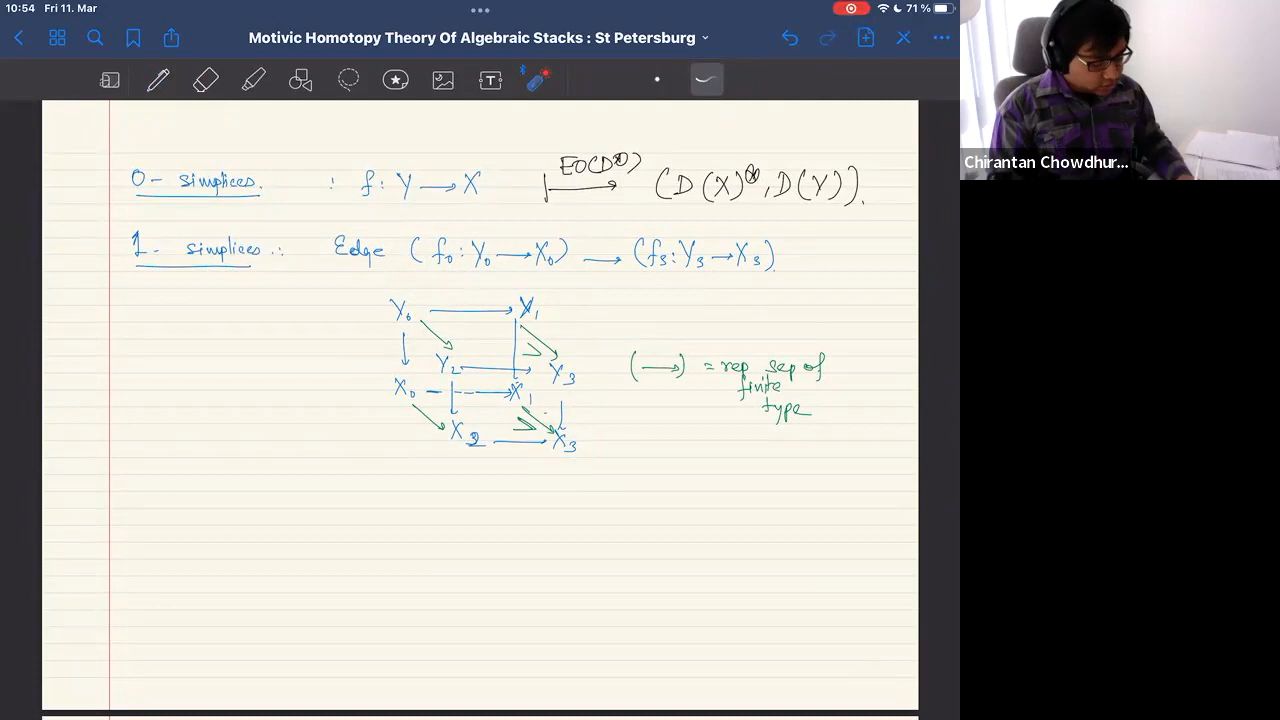 10:54 Fri 11. Mar 71 %
Motivic Homotopy Theory Of Algebraic Stacks : St Petersburg
Chirantan Chowdhur...
0- simplices. : f: Y ⟶ X ⟼ EO(D⊗) (D(X)⊗, D(Y)).
1- simplices : Edge (f₀: Y₀ ⟶ X₀) ⟶ (f₃: Y₃ ⟶ X₃).
Y₀ ⟶ Y₁
Y₂ ⟶ Y₃
X₀ ⟶ X₁
X₂ ⟶ X₃
(⟶) = rep sep of
finite
type